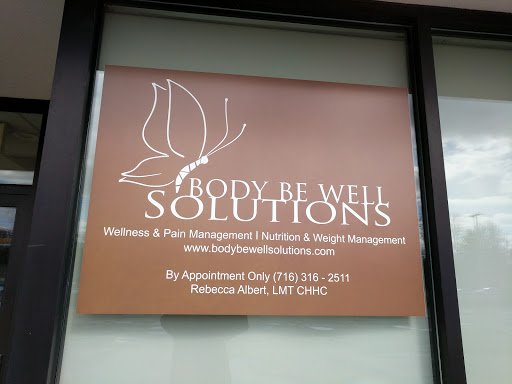 BODY BE WELL
SOLUTIONS
Wellness & Pain Management | Nutrition & Weight Management
www.bodybewellsolutions.com
By Appointment Only (716) 316 - 2511
Rebecca Albert, LMT CHHC